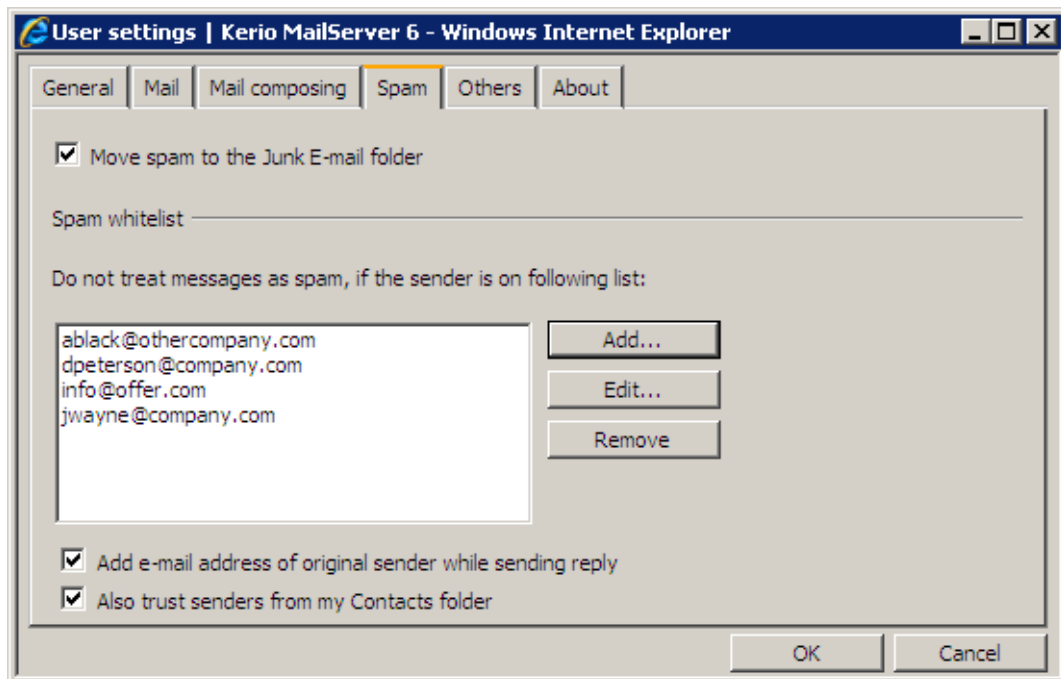 User settings | Kerio MailServer 6 - Windows Internet Explorer
General Mail Mail composing Spam Others About
Move spam to the Junk E-mail folder
Spam whitelist
Do not treat messages as spam, if the sender is on following list:
ablack@othercompany.com
dpeterson@company.com
info@offer.com
jwayne@company.com
Add...
Edit...
Remove
Add e-mail address of original sender while sending reply
Also trust senders from my Contacts folder
OK Cancel